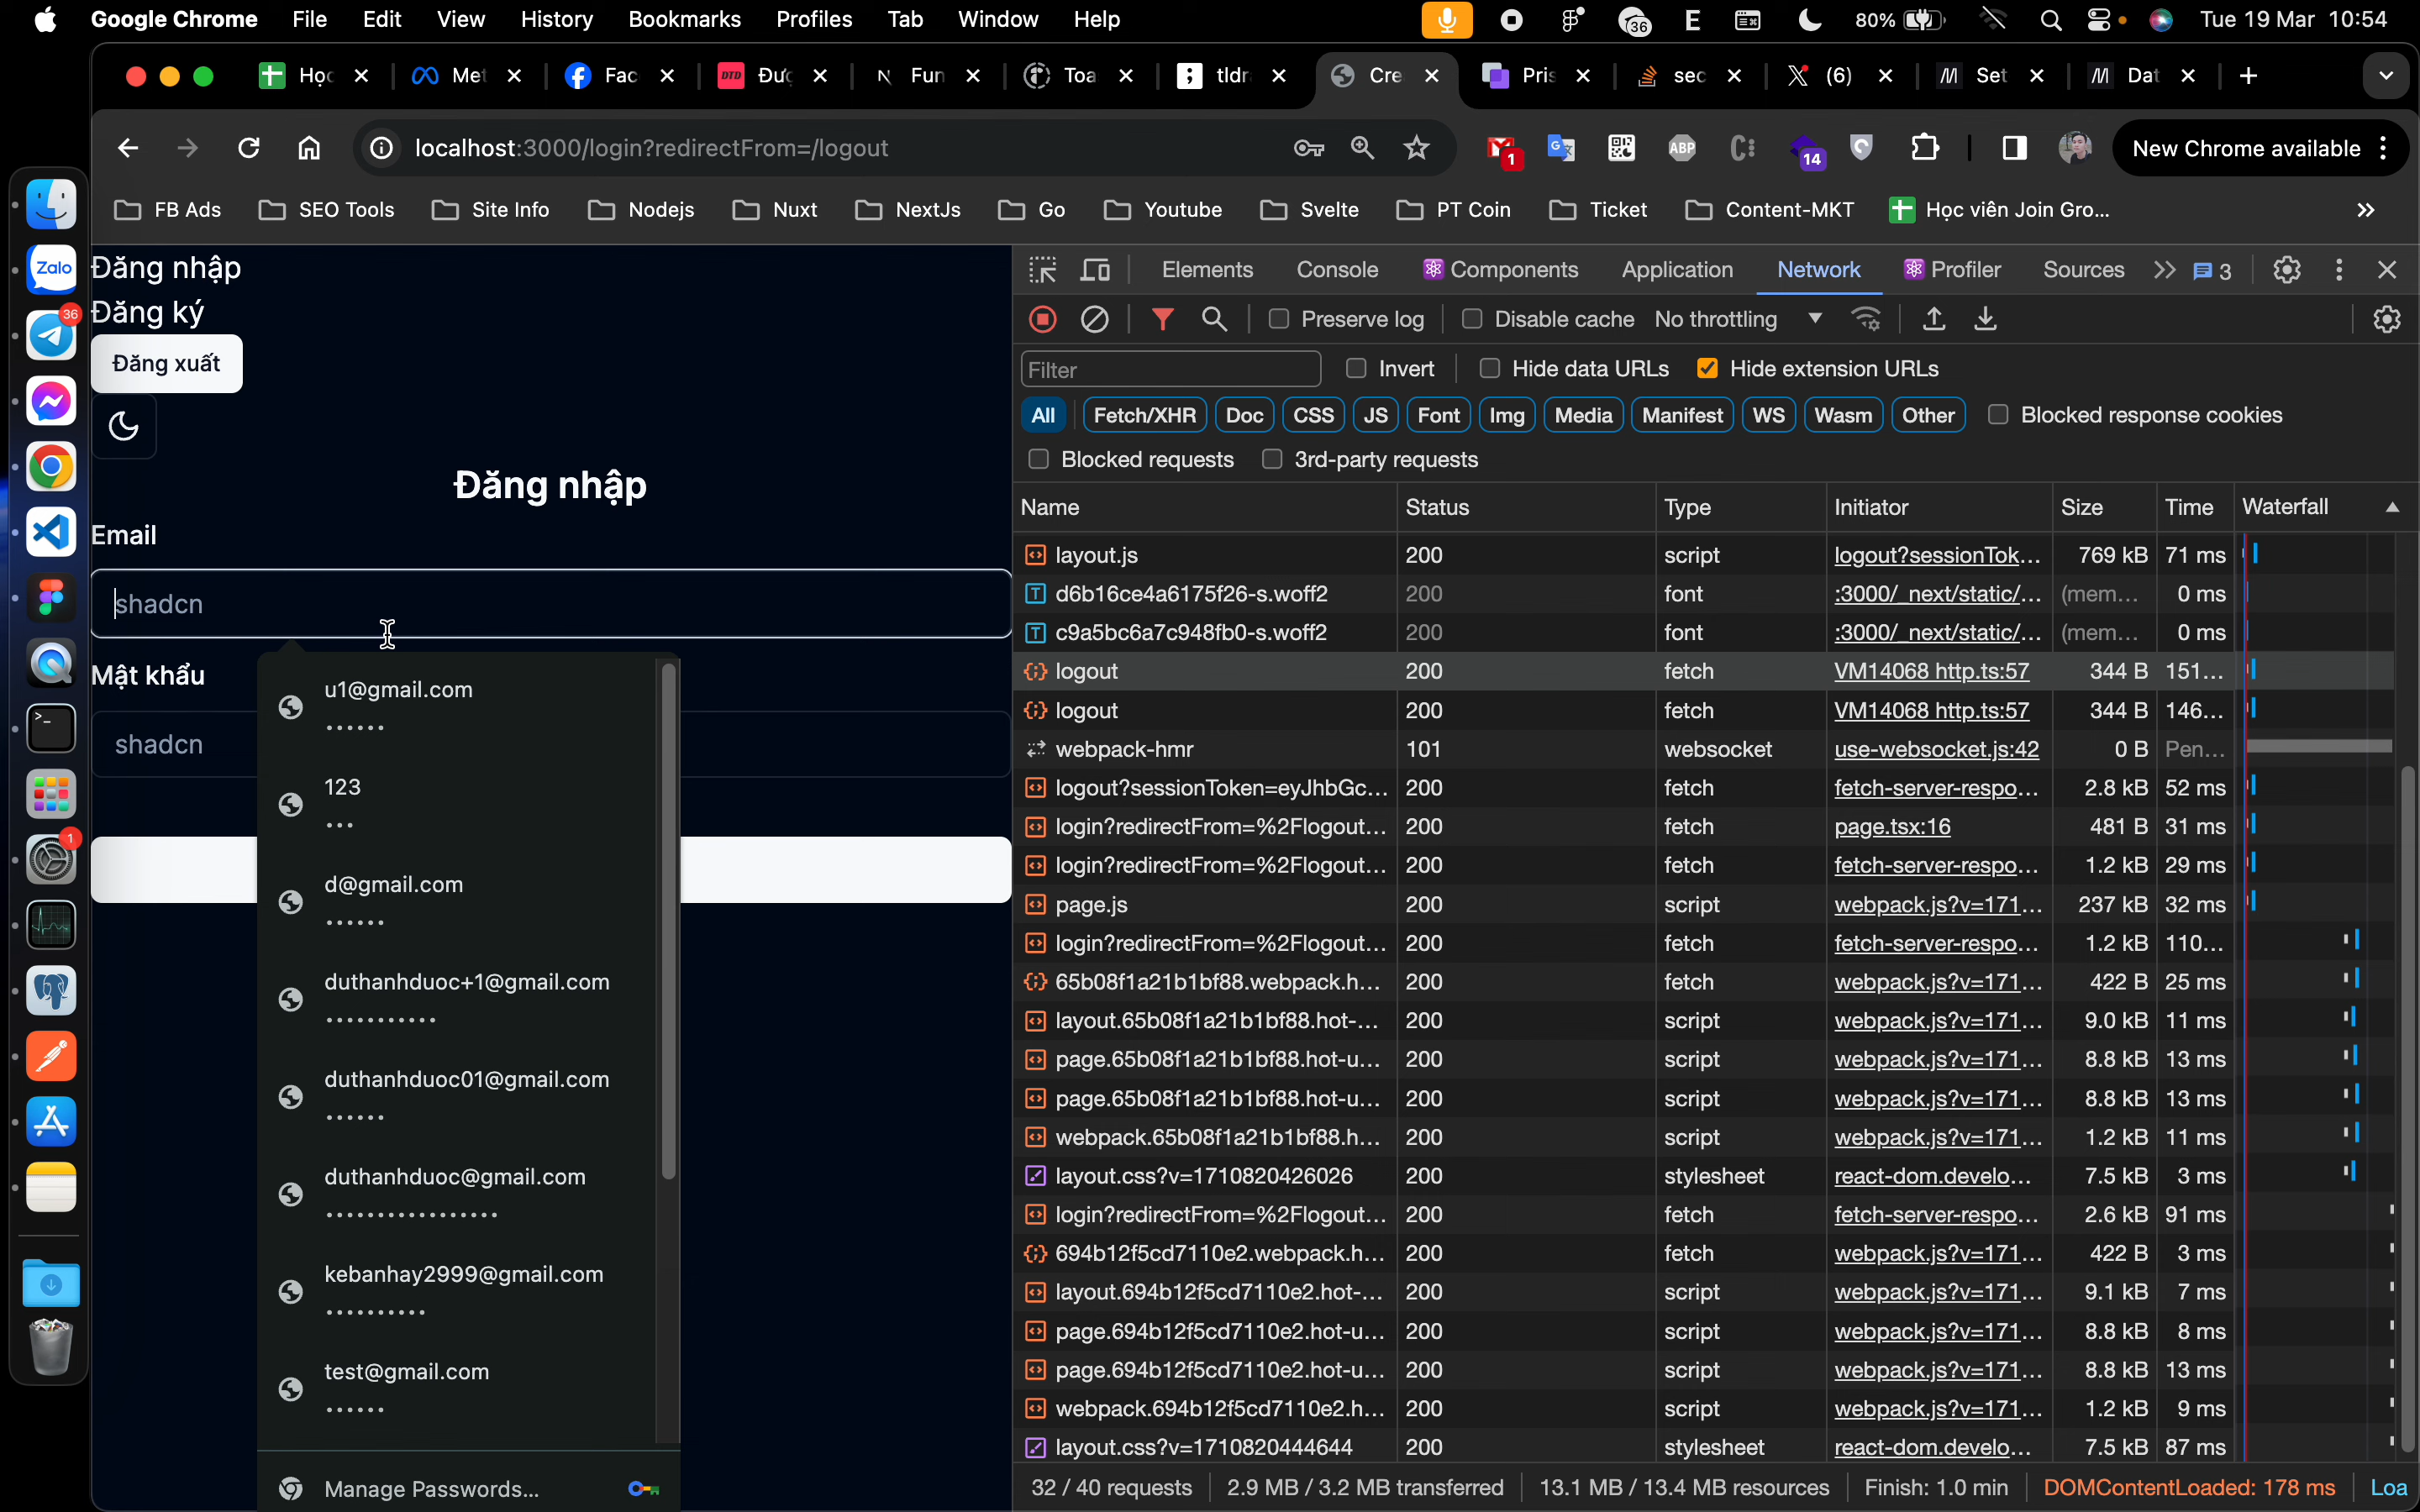 Google Chrome File Edit View History Bookmarks Profiles Tab Window Help 36 E 80% Tue 19 Mar 10:54
Học Met Fac DTD Đượ N Fun Toa tldr Cre Pris sec (6) Set Dat
localhost:3000/login?redirectFrom=/logout 1 ABP 14 New Chrome available
FB Ads SEO Tools Site Info Nodejs Nuxt NextJs Go Youtube Svelte PT Coin Ticket Content-MKT Học viên Join Gro...
Zalo
36
1
Đăng nhập
Đăng ký
Đăng xuất
Đăng nhập
Email
shadcn
Mật khẩu
shadcn
u1@gmail.com
......
123
...
d@gmail.com
......
duthanhduoc+1@gmail.com
...........
duthanhduoc01@gmail.com
......
duthanhduoc@gmail.com
.................
kebanhay2999@gmail.com
..........
test@gmail.com
......
Manage Passwords...
Elements Console Components Application Network Profiler Sources 3
Preserve log Disable cache No throttling
Filter Invert Hide data URLs Hide extension URLs
All Fetch/XHR Doc CSS JS Font Img Media Manifest WS Wasm Other Blocked response cookies
Blocked requests 3rd-party requests
Name Status Type Initiator Size Time Waterfall
layout.js 200 script logout?sessionTok... 769 kB 71 ms
d6b16ce4a6175f26-s.woff2 200 font :3000/_next/static/... (mem... 0 ms
c9a5bc6a7c948fb0-s.woff2 200 font :3000/_next/static/... (mem... 0 ms
logout 200 fetch VM14068 http.ts:57 344 B 151...
logout 200 fetch VM14068 http.ts:57 344 B 146...
webpack-hmr 101 websocket use-websocket.js:42 0 B Pen...
logout?sessionToken=eyJhbGc... 200 fetch fetch-server-respo... 2.8 kB 52 ms
login?redirectFrom=%2Flogout... 200 fetch page.tsx:16 481 B 31 ms
login?redirectFrom=%2Flogout... 200 fetch fetch-server-respo... 1.2 kB 29 ms
page.js 200 script webpack.js?v=171... 237 kB 32 ms
login?redirectFrom=%2Flogout... 200 fetch fetch-server-respo... 1.2 kB 110...
65b08f1a21b1bf88.webpack.h... 200 fetch webpack.js?v=171... 422 B 25 ms
layout.65b08f1a21b1bf88.hot-... 200 script webpack.js?v=171... 9.0 kB 11 ms
page.65b08f1a21b1bf88.hot-u... 200 script webpack.js?v=171... 8.8 kB 13 ms
page.65b08f1a21b1bf88.hot-u... 200 script webpack.js?v=171... 8.8 kB 13 ms
webpack.65b08f1a21b1bf88.h... 200 script webpack.js?v=171... 1.2 kB 11 ms
layout.css?v=1710820426026 200 stylesheet react-dom.develo... 7.5 kB 3 ms
login?redirectFrom=%2Flogout... 200 fetch fetch-server-respo... 2.6 kB 91 ms
694b12f5cd7110e2.webpack.h... 200 fetch webpack.js?v=171... 422 B 3 ms
layout.694b12f5cd7110e2.hot-... 200 script webpack.js?v=171... 9.1 kB 7 ms
page.694b12f5cd7110e2.hot-u... 200 script webpack.js?v=171... 8.8 kB 8 ms
page.694b12f5cd7110e2.hot-u... 200 script webpack.js?v=171... 8.8 kB 13 ms
webpack.694b12f5cd7110e2.h... 200 script webpack.js?v=171... 1.2 kB 9 ms
layout.css?v=1710820444644 200 stylesheet react-dom.develo... 7.5 kB 87 ms
32 / 40 requests 2.9 MB / 3.2 MB transferred 13.1 MB / 13.4 MB resources Finish: 1.0 min DOMContentLoaded: 178 ms Loa